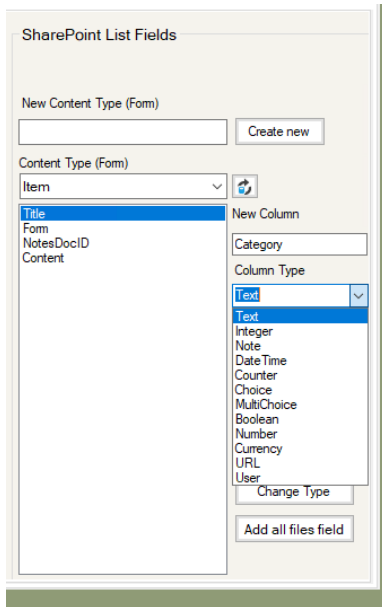 SharePoint List Fields
New Content Type (Form)
Create new
Content Type (Form)
Item
Title
Form
NotesDocID
Content
New Column
Category
Column Type
Text
Text
Integer
Note
DateTime
Counter
Choice
MultiChoice
Boolean
Number
Currency
URL
User
Change Type
Add all files field